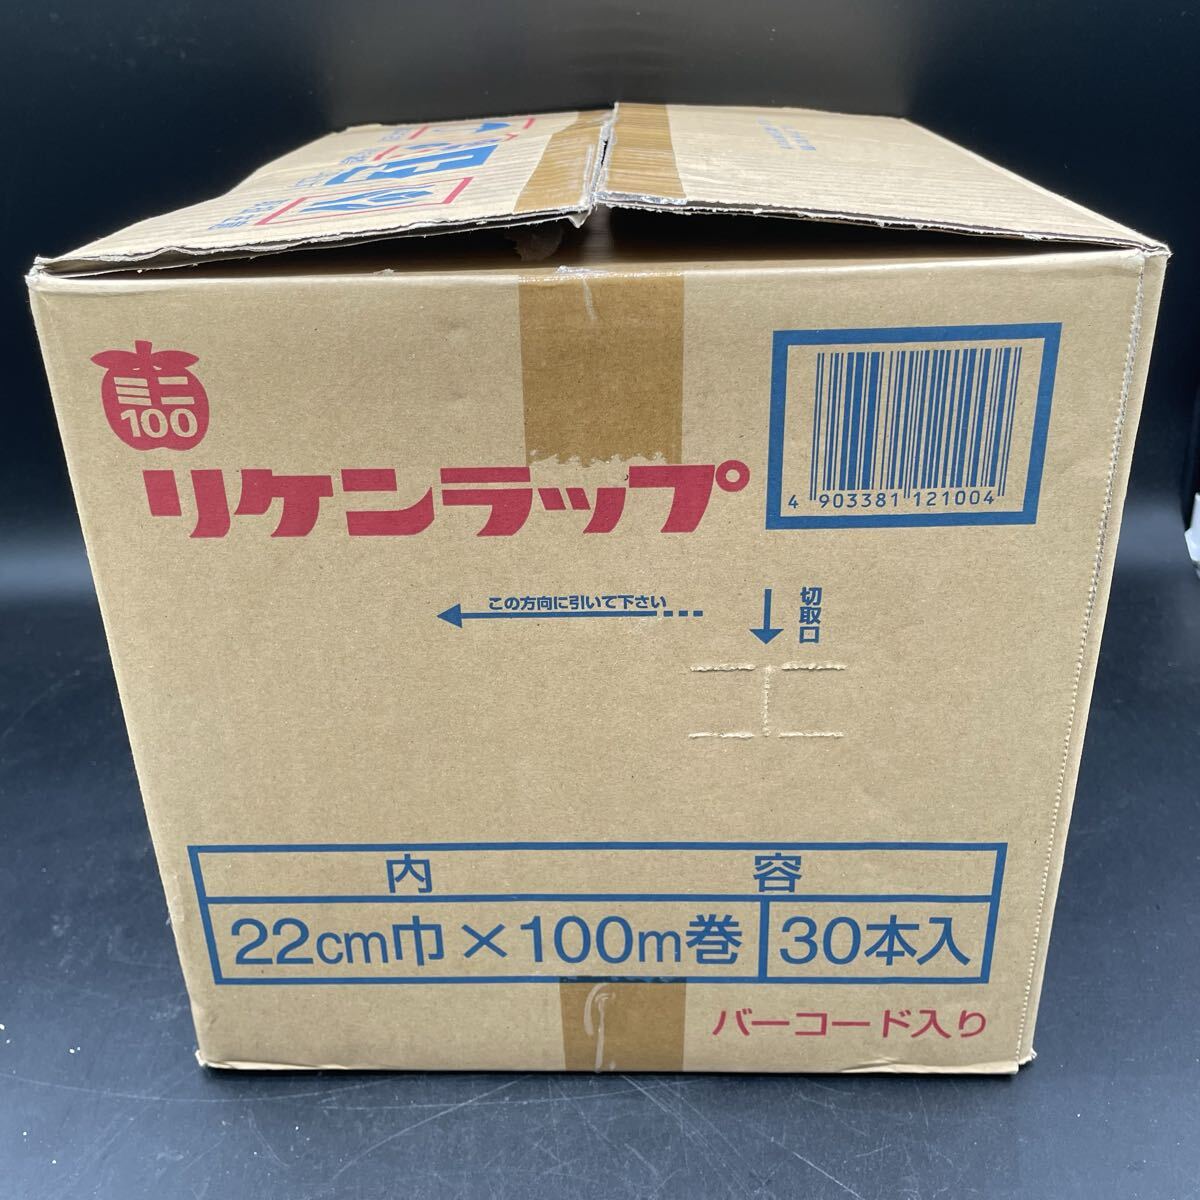 ミニ
100
リケンラップ
4 903381 121004
この方向に引いて下さい
切取口
内容
22cm巾×100m巻 30本入
バーコード入り